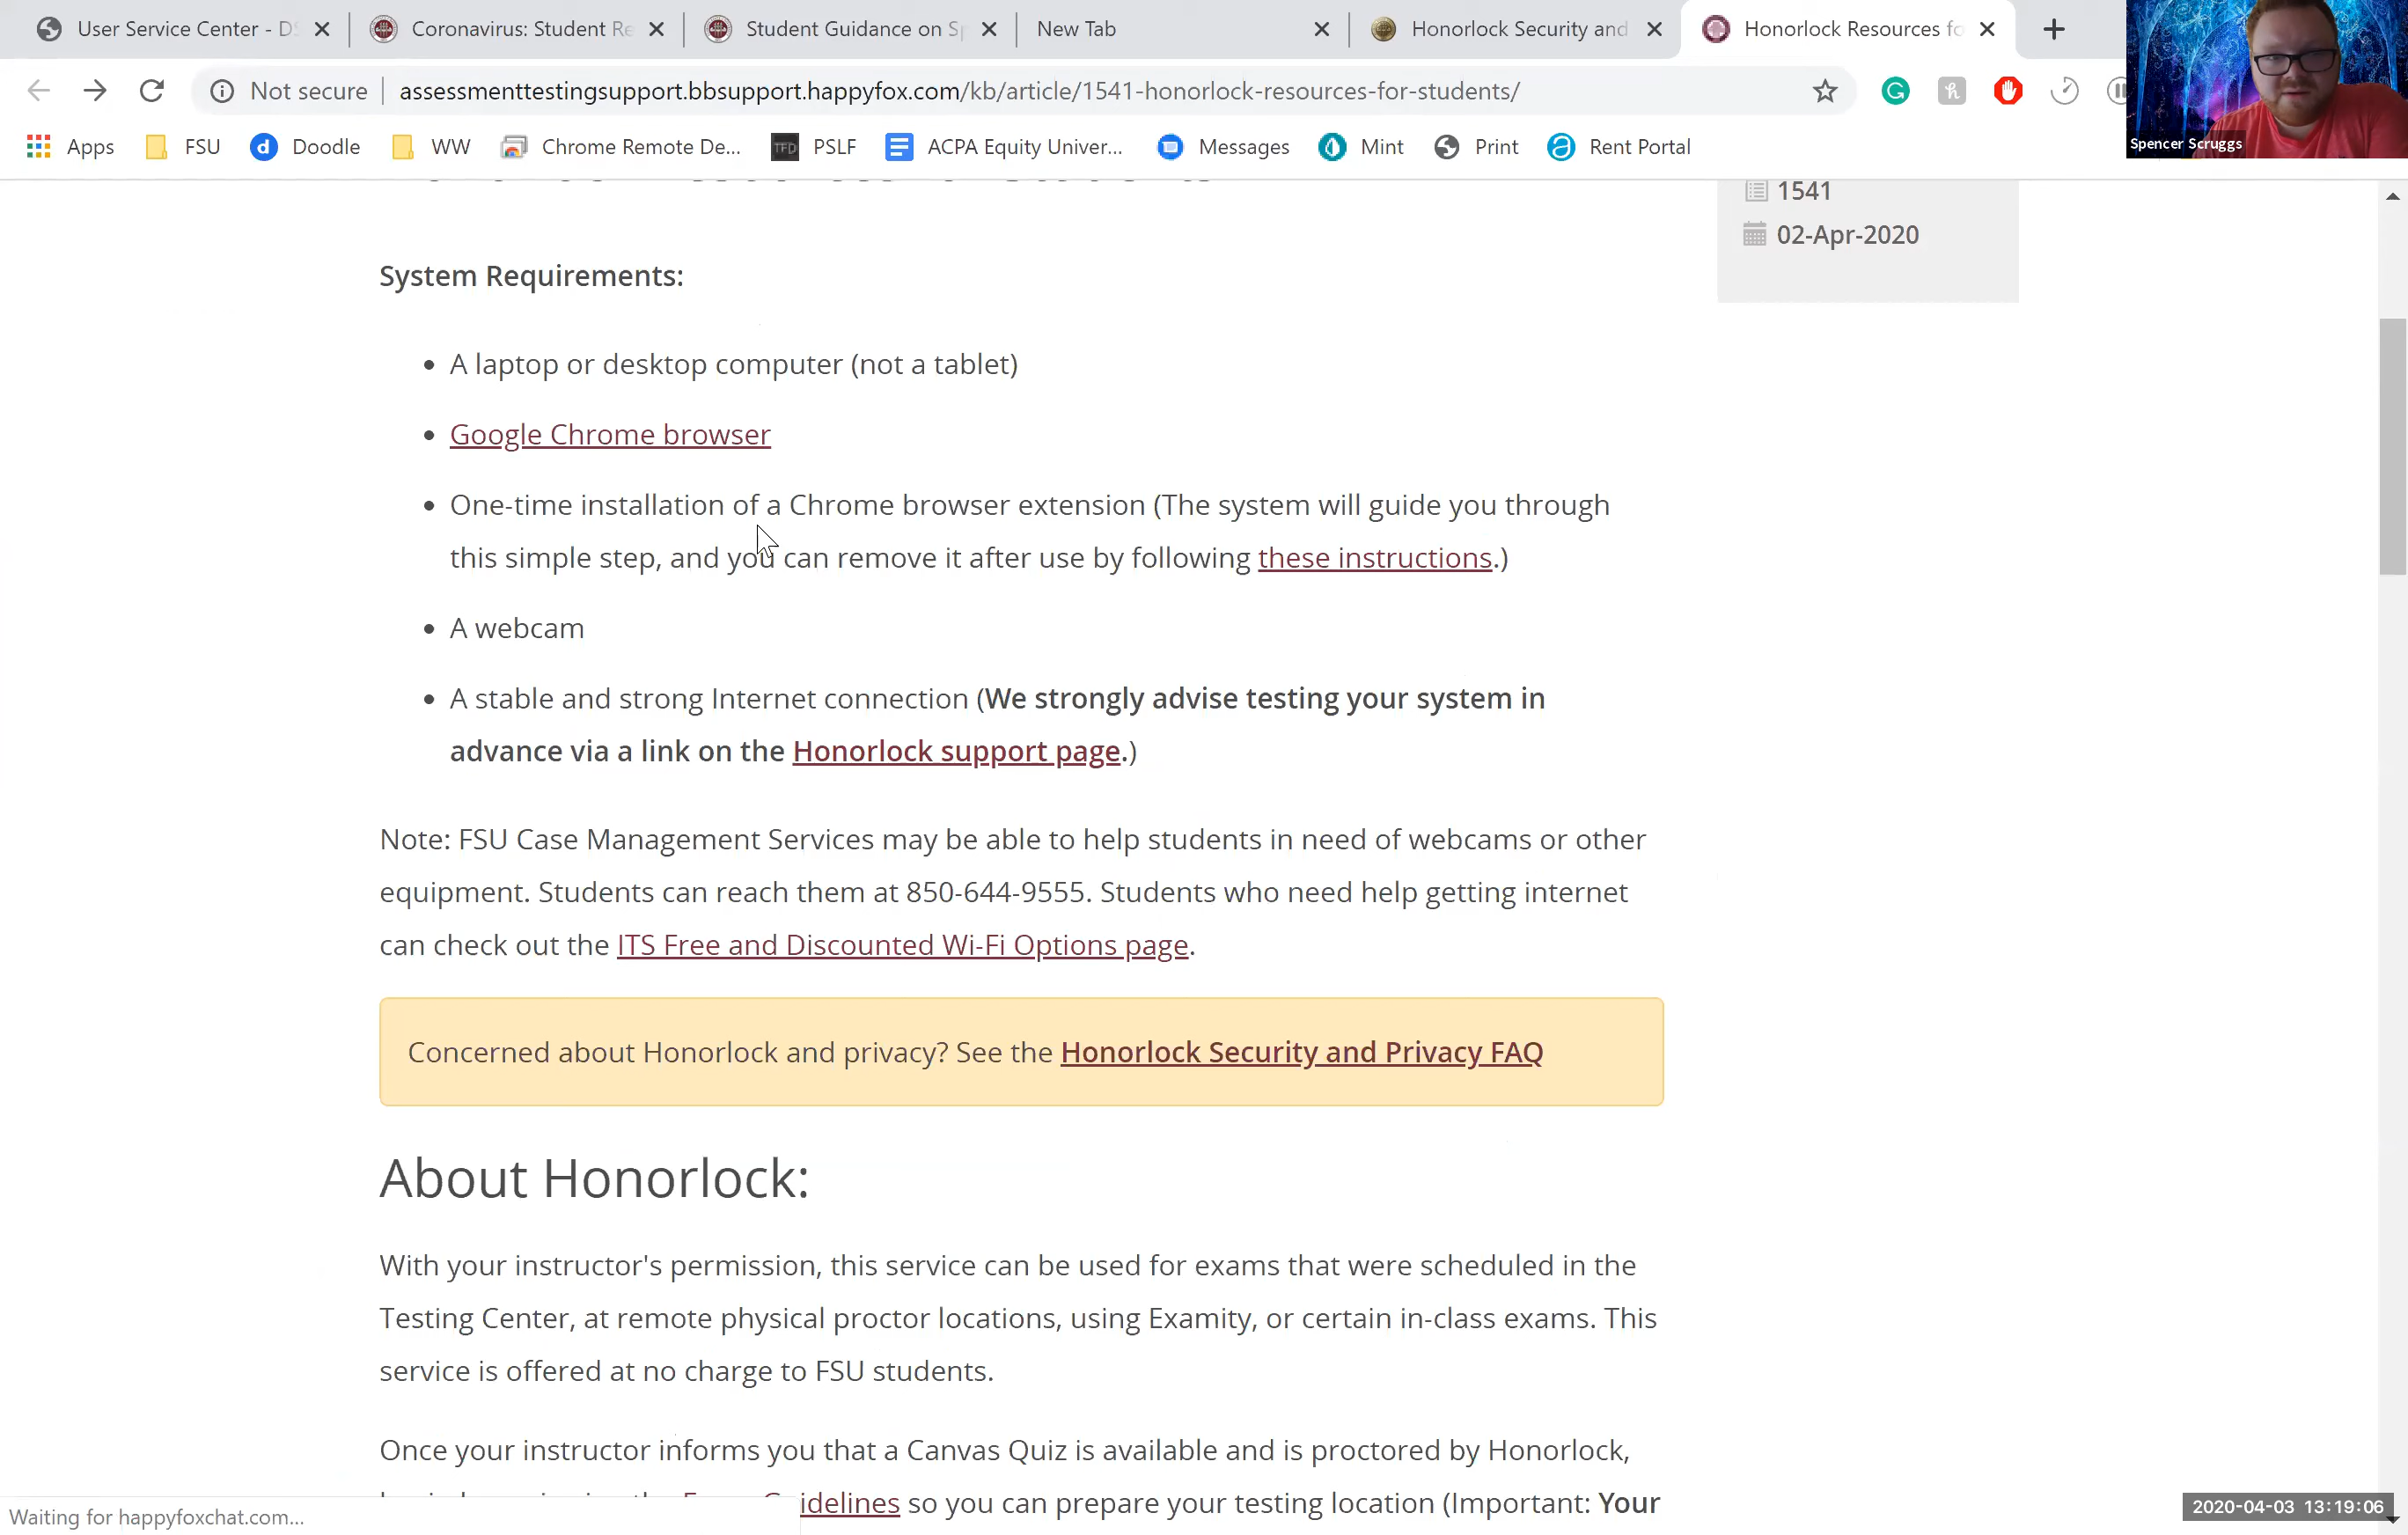 User Service Center - DS
Coronavirus: Student Re
Student Guidance on Sp
New Tab
Honorlock Security and
Honorlock Resources fo
Not secure
assessmenttestingsupport.bbsupport.happyfox.com/kb/article/1541-honorlock-resources-for-students/
Apps
FSU
Doodle
WW
Chrome Remote De...
TFD
PSLF
ACPA Equity Univer...
Messages
Mint
Print
Rent Portal
Spencer Scruggs
1541
02-Apr-2020
System Requirements:
A laptop or desktop computer (not a tablet)
Google Chrome browser
One-time installation of a Chrome browser extension (The system will guide you through
this simple step, and you can remove it after use by following these instructions.)
A webcam
A stable and strong Internet connection (We strongly advise testing your system in
advance via a link on the Honorlock support page.)
Note: FSU Case Management Services may be able to help students in need of webcams or other
equipment. Students can reach them at 850-644-9555. Students who need help getting internet
can check out the ITS Free and Discounted Wi-Fi Options page.
Concerned about Honorlock and privacy? See the Honorlock Security and Privacy FAQ
About Honorlock:
With your instructor's permission, this service can be used for exams that were scheduled in the
Testing Center, at remote physical proctor locations, using Examity, or certain in-class exams. This
service is offered at no charge to FSU students.
Once your instructor informs you that a Canvas Quiz is available and is proctored by Honorlock,
so you can prepare your testing location (Important: Your
Waiting for happyfoxchat.com...
2020-04-03 13:19:06